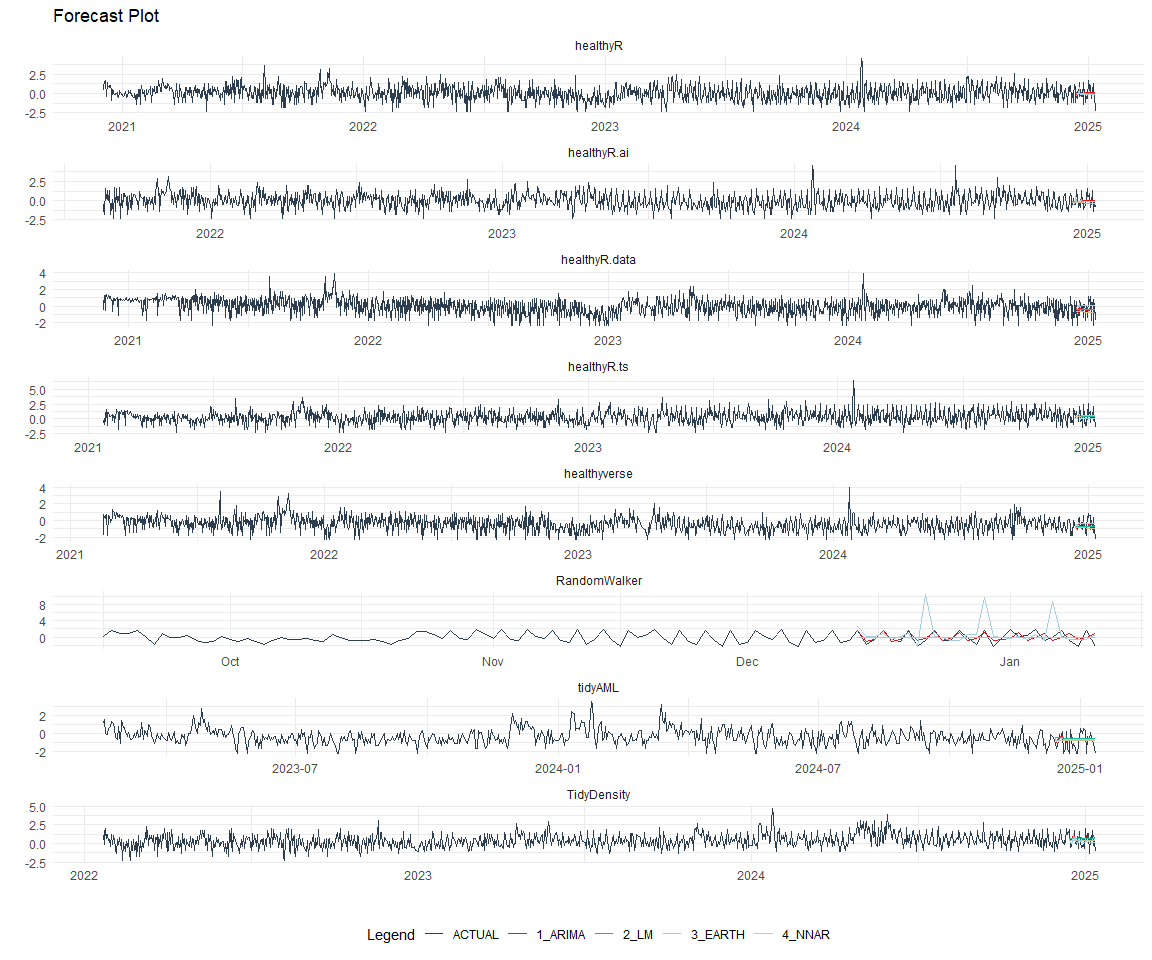 Forecast Plot
healthyR
2.5
0.0
-2.5
2021 2022 2023 2024 2025
healthyR.ai
2.5
0.0
-2.5
2022 2023 2024 2025
healthyR.data
4
2
0
-2
2021 2022 2023 2024 2025
healthyR.ts
5.0
2.5
0.0
-2.5
2021 2022 2023 2024 2025
healthyverse
4
2
0
-2
2021 2022 2023 2024 2025
RandomWalker
8
4
0
Oct Nov Dec Jan
tidyAML
2
0
-2
2023-07 2024-01 2024-07 2025-01
TidyDensity
5.0
2.5
0.0
-2.5
2022 2023 2024 2025
Legend ACTUAL 1_ARIMA 2_LM 3_EARTH 4_NNAR